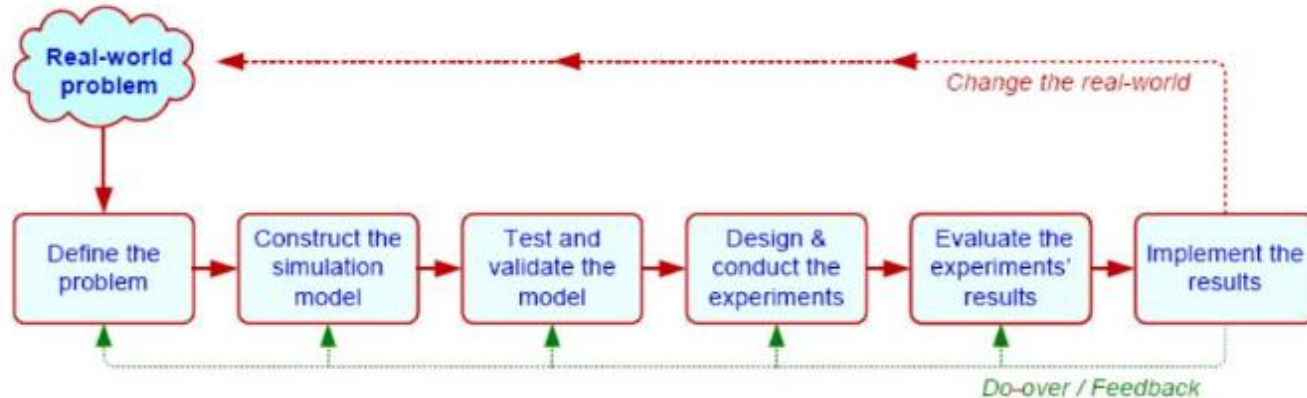 Real-world
problem
Change the real-world
Define the
problem
Construct the
simulation
model
Test and
validate the
model
Design &
conduct the
experiments
Evaluate the
experiments'
results
Implement the
results
Do-over / Feedback